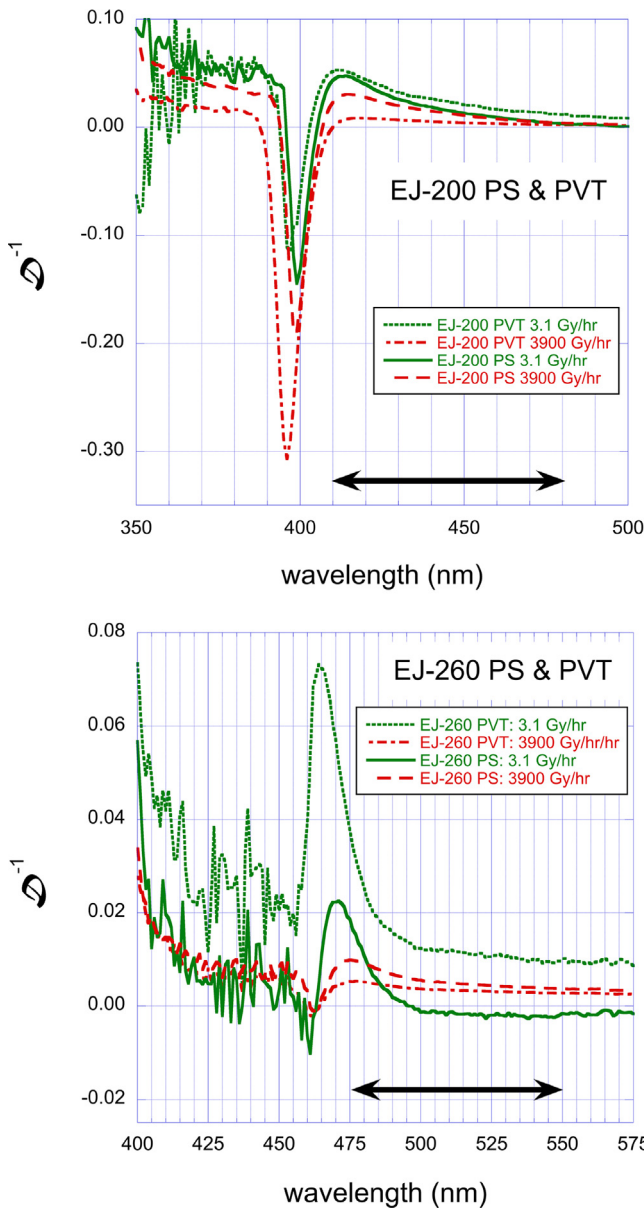 0.10
0.00
-0.10
-0.20
-0.30
𝒟⁻¹
EJ-200 PS & PVT
EJ-200 PVT 3.1 Gy/hr
EJ-200 PVT 3900 Gy/hr
EJ-200 PS 3.1 Gy/hr
EJ-200 PS 3900 Gy/hr
350 400 450 500
wavelength (nm)
0.08
0.06
0.04
0.02
0.00
-0.02
𝒟⁻¹
EJ-260 PS & PVT
EJ-260 PVT: 3.1 Gy/hr
EJ-260 PVT: 3900 Gy/hr/hr
EJ-260 PS: 3.1 Gy/hr
EJ-260 PS: 3900 Gy/hr
400 425 450 475 500 525 550 575
wavelength (nm)